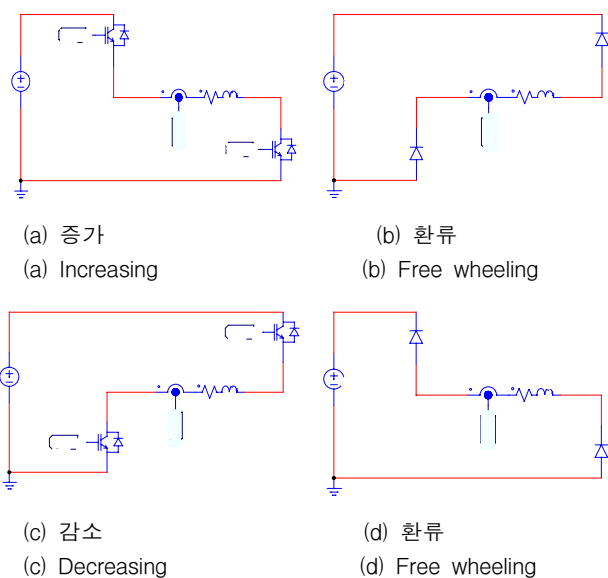 (a) 증가 (b) 환류
(a) Increasing (b) Free wheeling
(c) 감소 (d) 환류
(c) Decreasing (d) Free wheeling